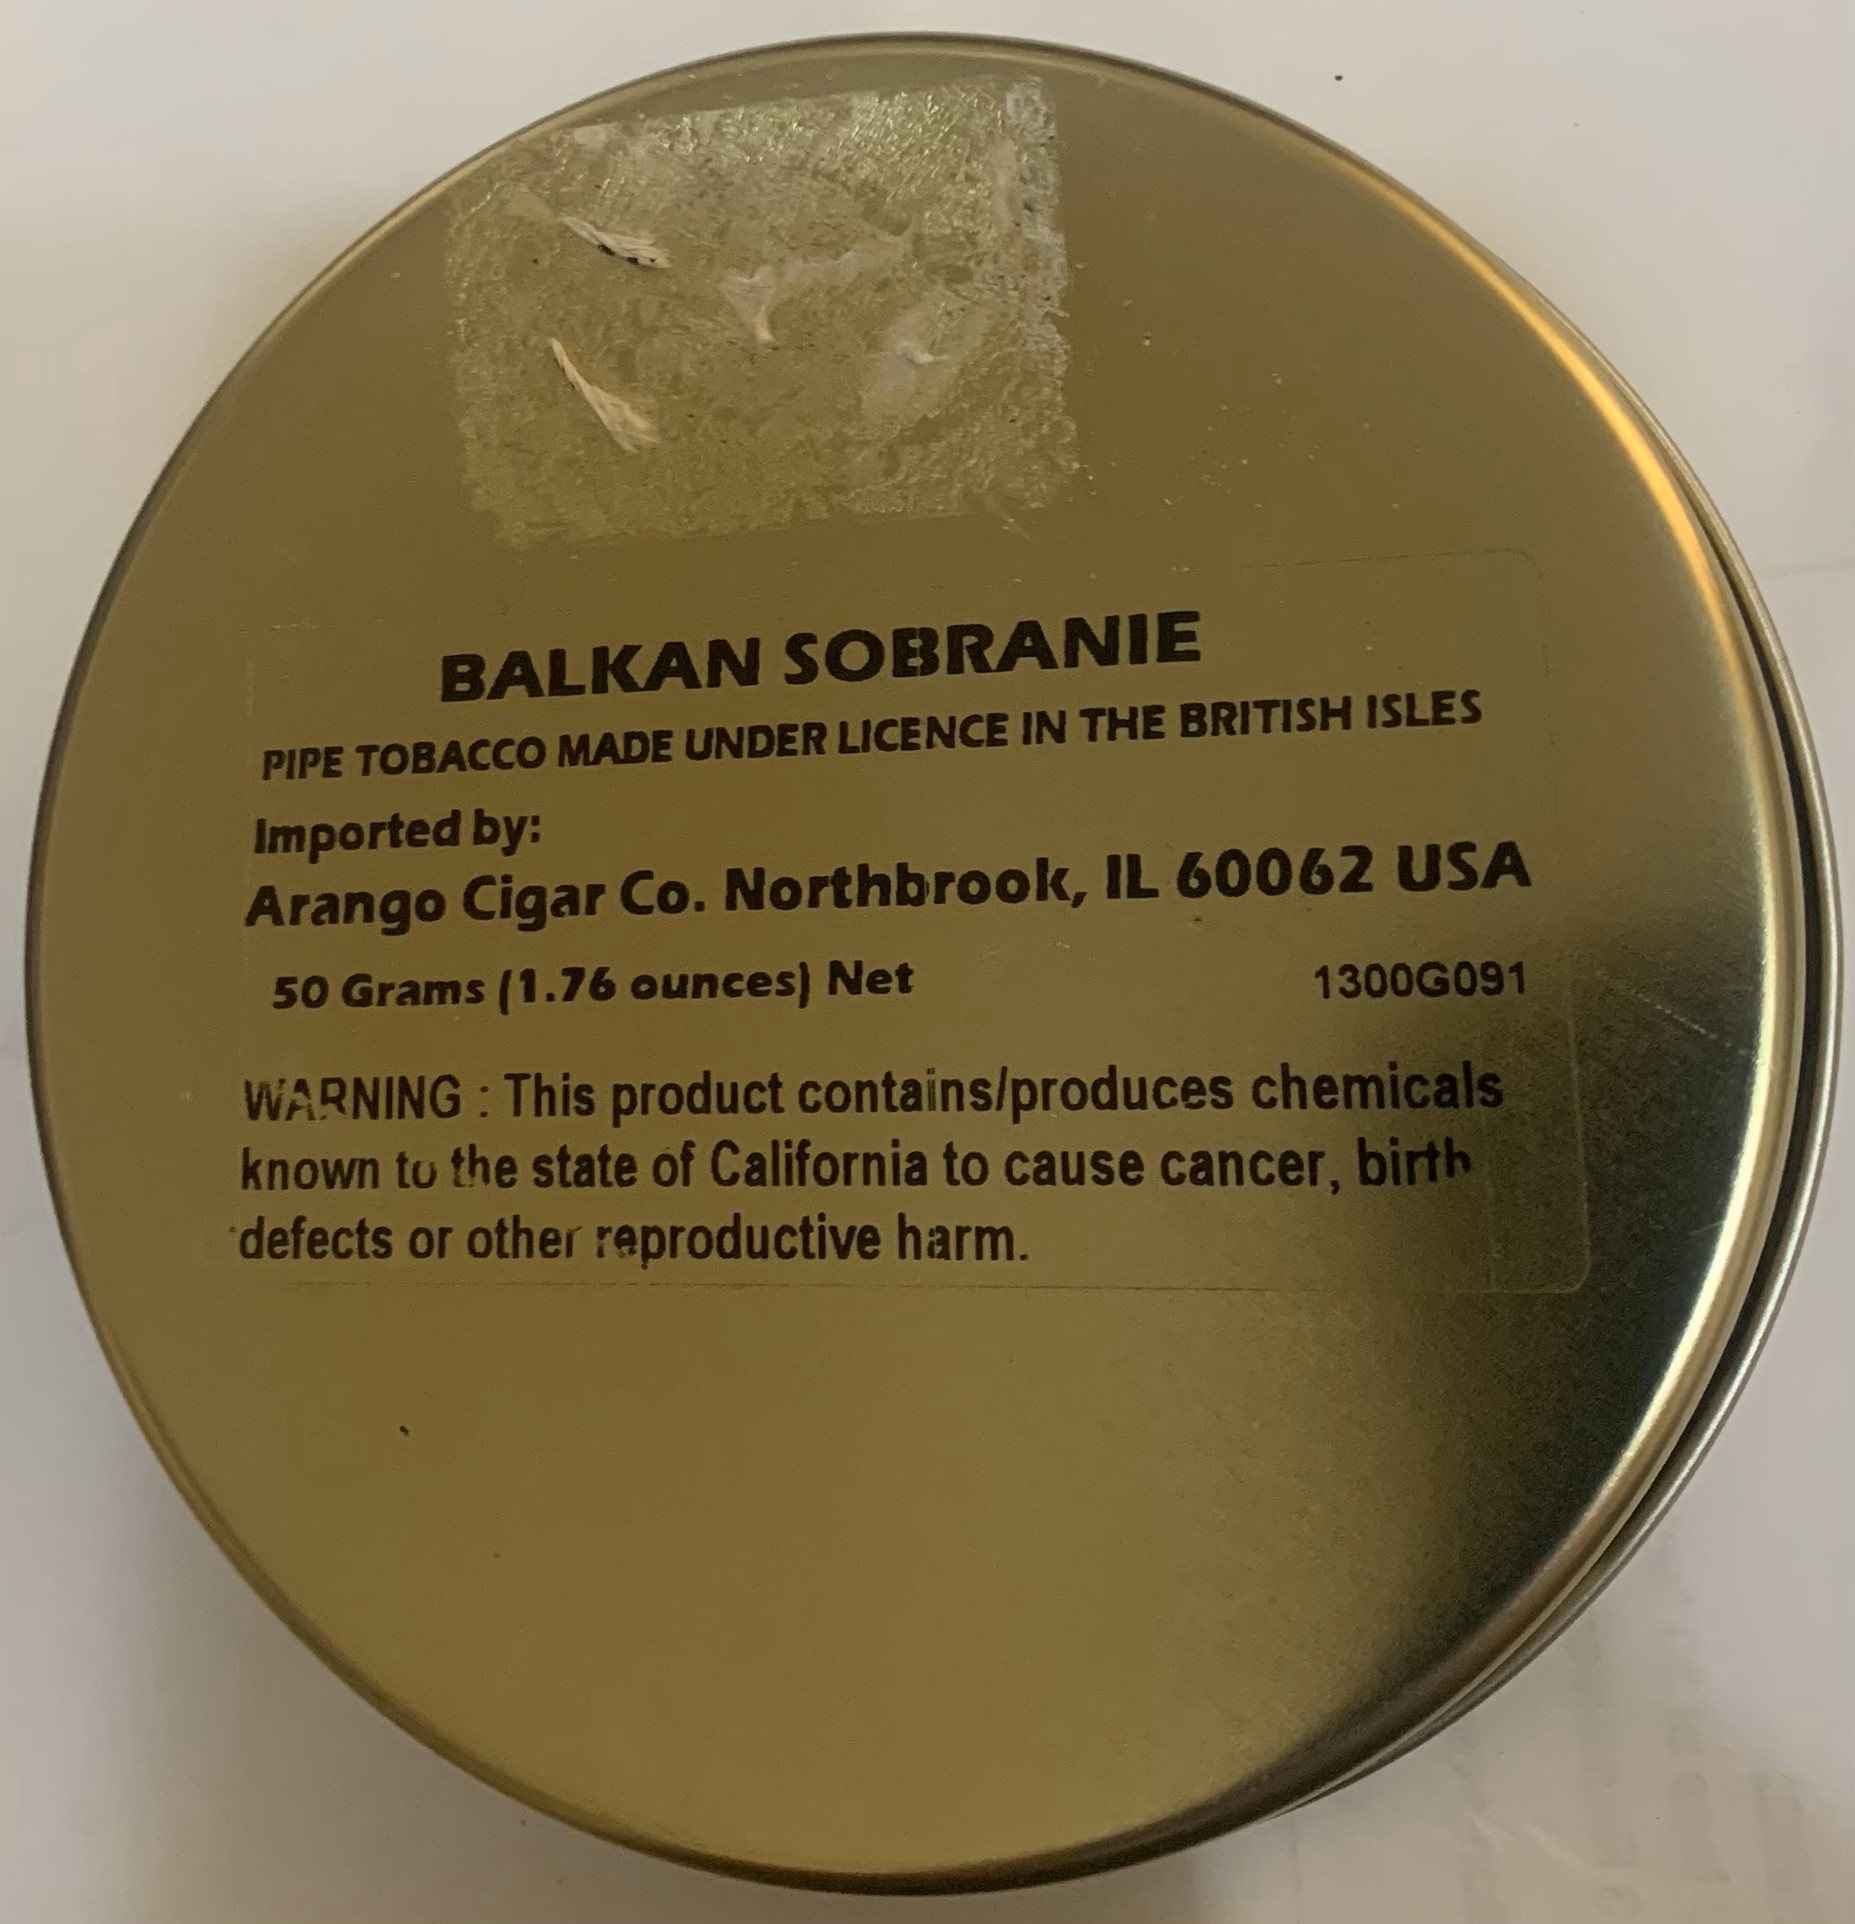 BALKAN SOBRANIE
PIPE TOBACCO MADE UNDER LICENCE IN THE BRITISH ISLES
Imported by:
Arango Cigar Co. Northbrook, IL 60062 USA
50 Grams (1.76 ounces) Net 1300G091
WARNING : This product contains/produces chemicals
known to the state of California to cause cancer, birth
defects or other reproductive harm.